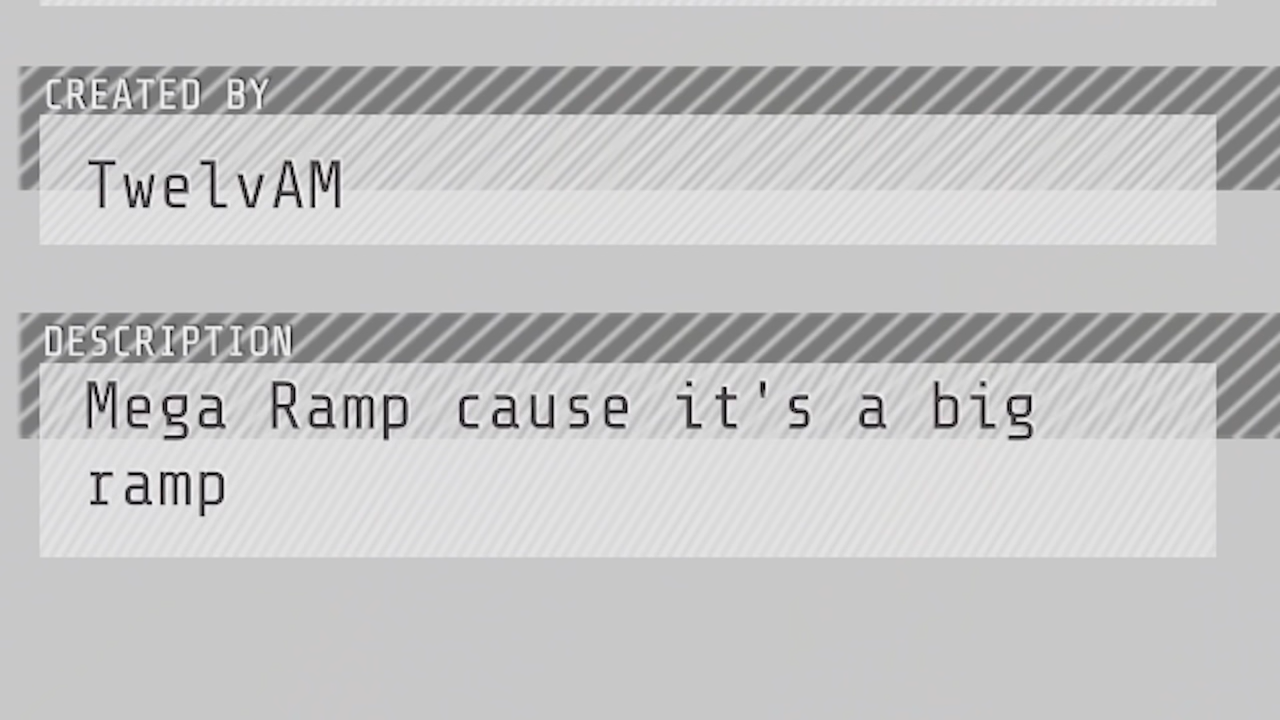 CREATED BY
TwelvAM
DESCRIPTION
Mega Ramp cause it's a big
ramp